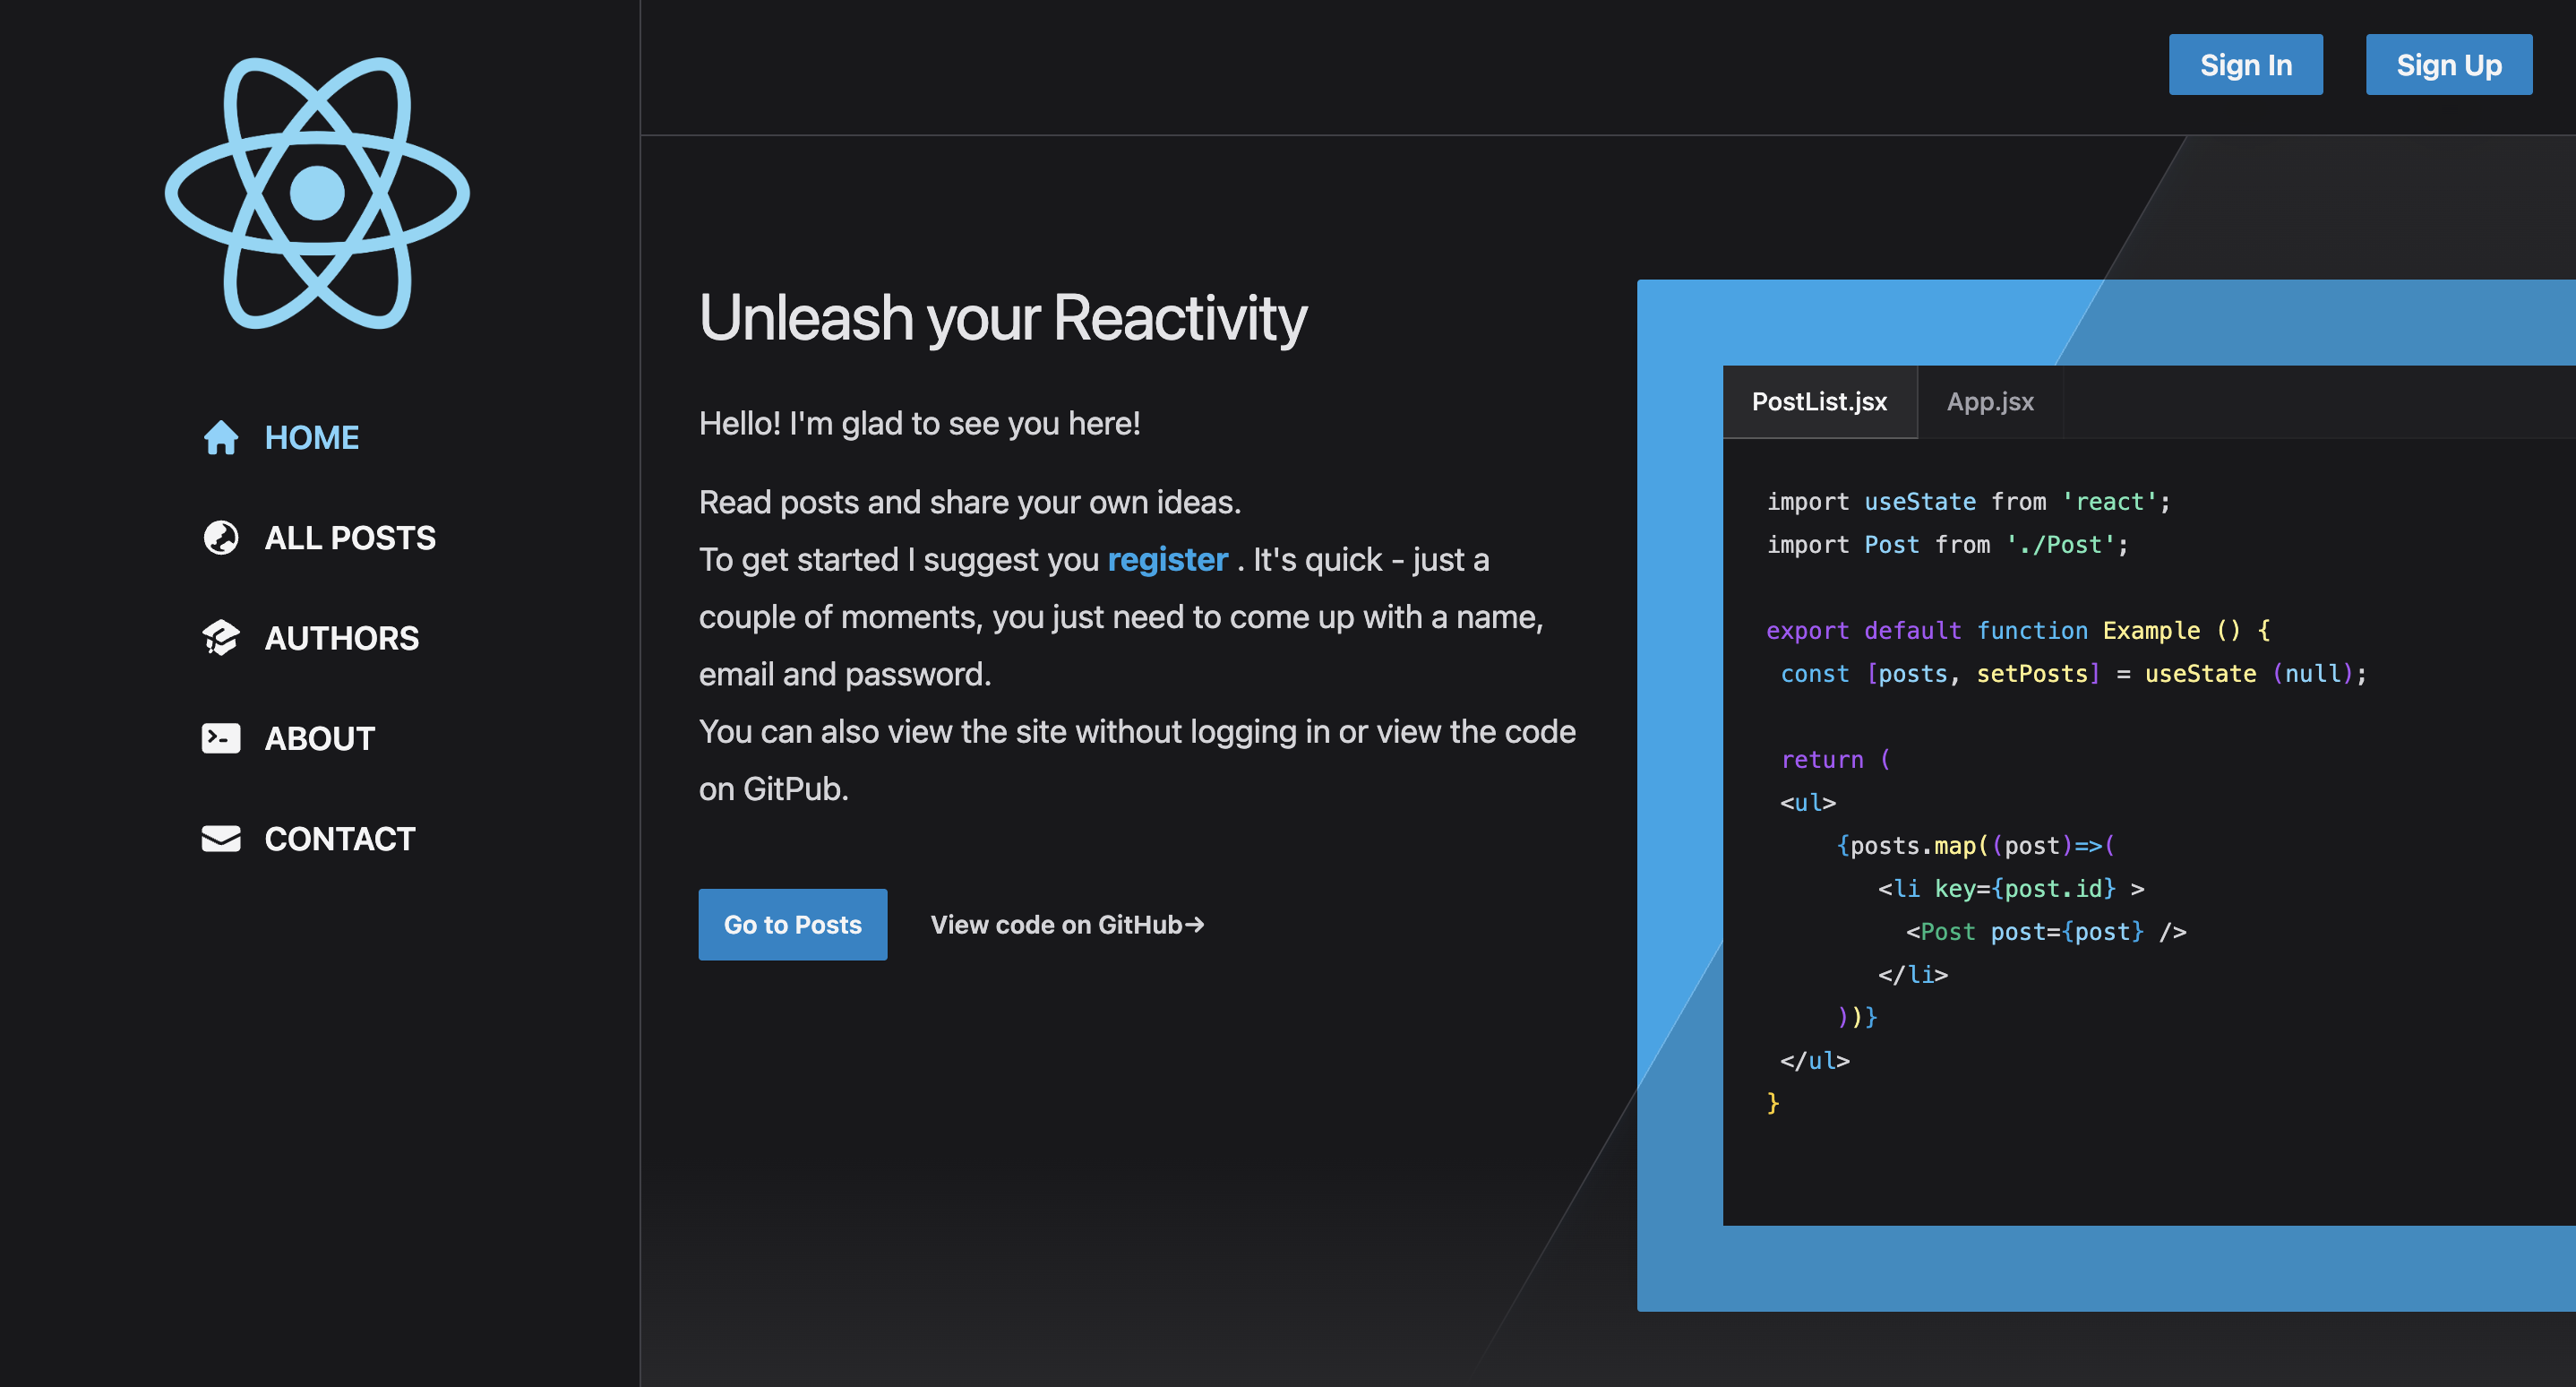 Sign In
Sign Up
HOME
ALL POSTS
AUTHORS
ABOUT
CONTACT
Unleash your Reactivity
Hello! I'm glad to see you here!
Read posts and share your own ideas.
To get started I suggest you register . It's quick - just a
couple of moments, you just need to come up with a name,
email and password.
You can also view the site without logging in or view the code
on GitPub.
Go to Posts
View code on GitHub→
PostList.jsx
App.jsx
import useState from 'react';
import Post from './Post';
export default function Example () {
const [posts, setPosts] = useState (null);
return (
<ul>
{posts.map((post)=>(
<li key={post.id} >
<Post post={post} />
</li>
))}
</ul>
}